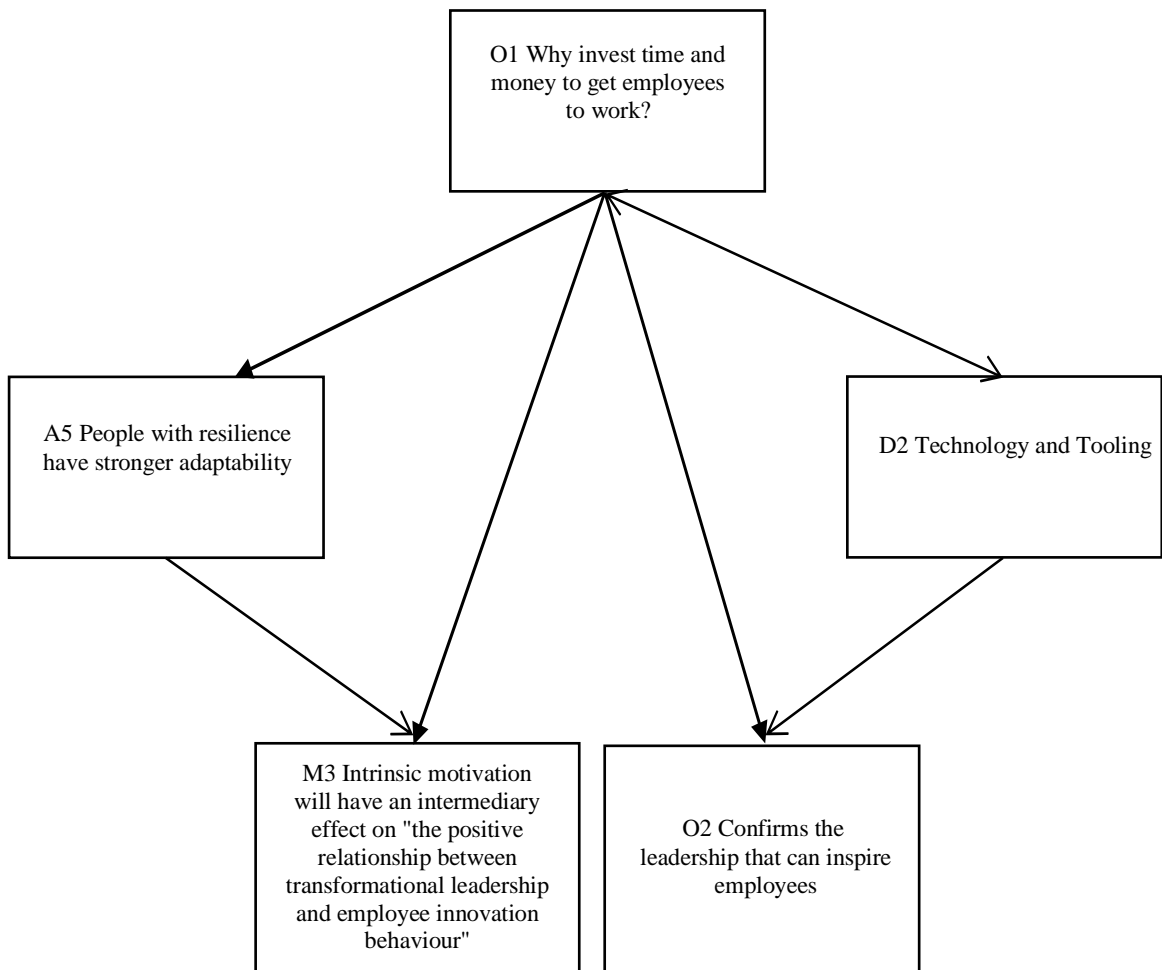 O1 Why invest time and
money to get employees
to work?
A5 People with resilience
have stronger adaptability
D2 Technology and Tooling
M3 Intrinsic motivation
will have an intermediary
effect on "the positive
relationship between
transformational leadership
and employee innovation
behaviour"
O2 Confirms the
leadership that can inspire
employees